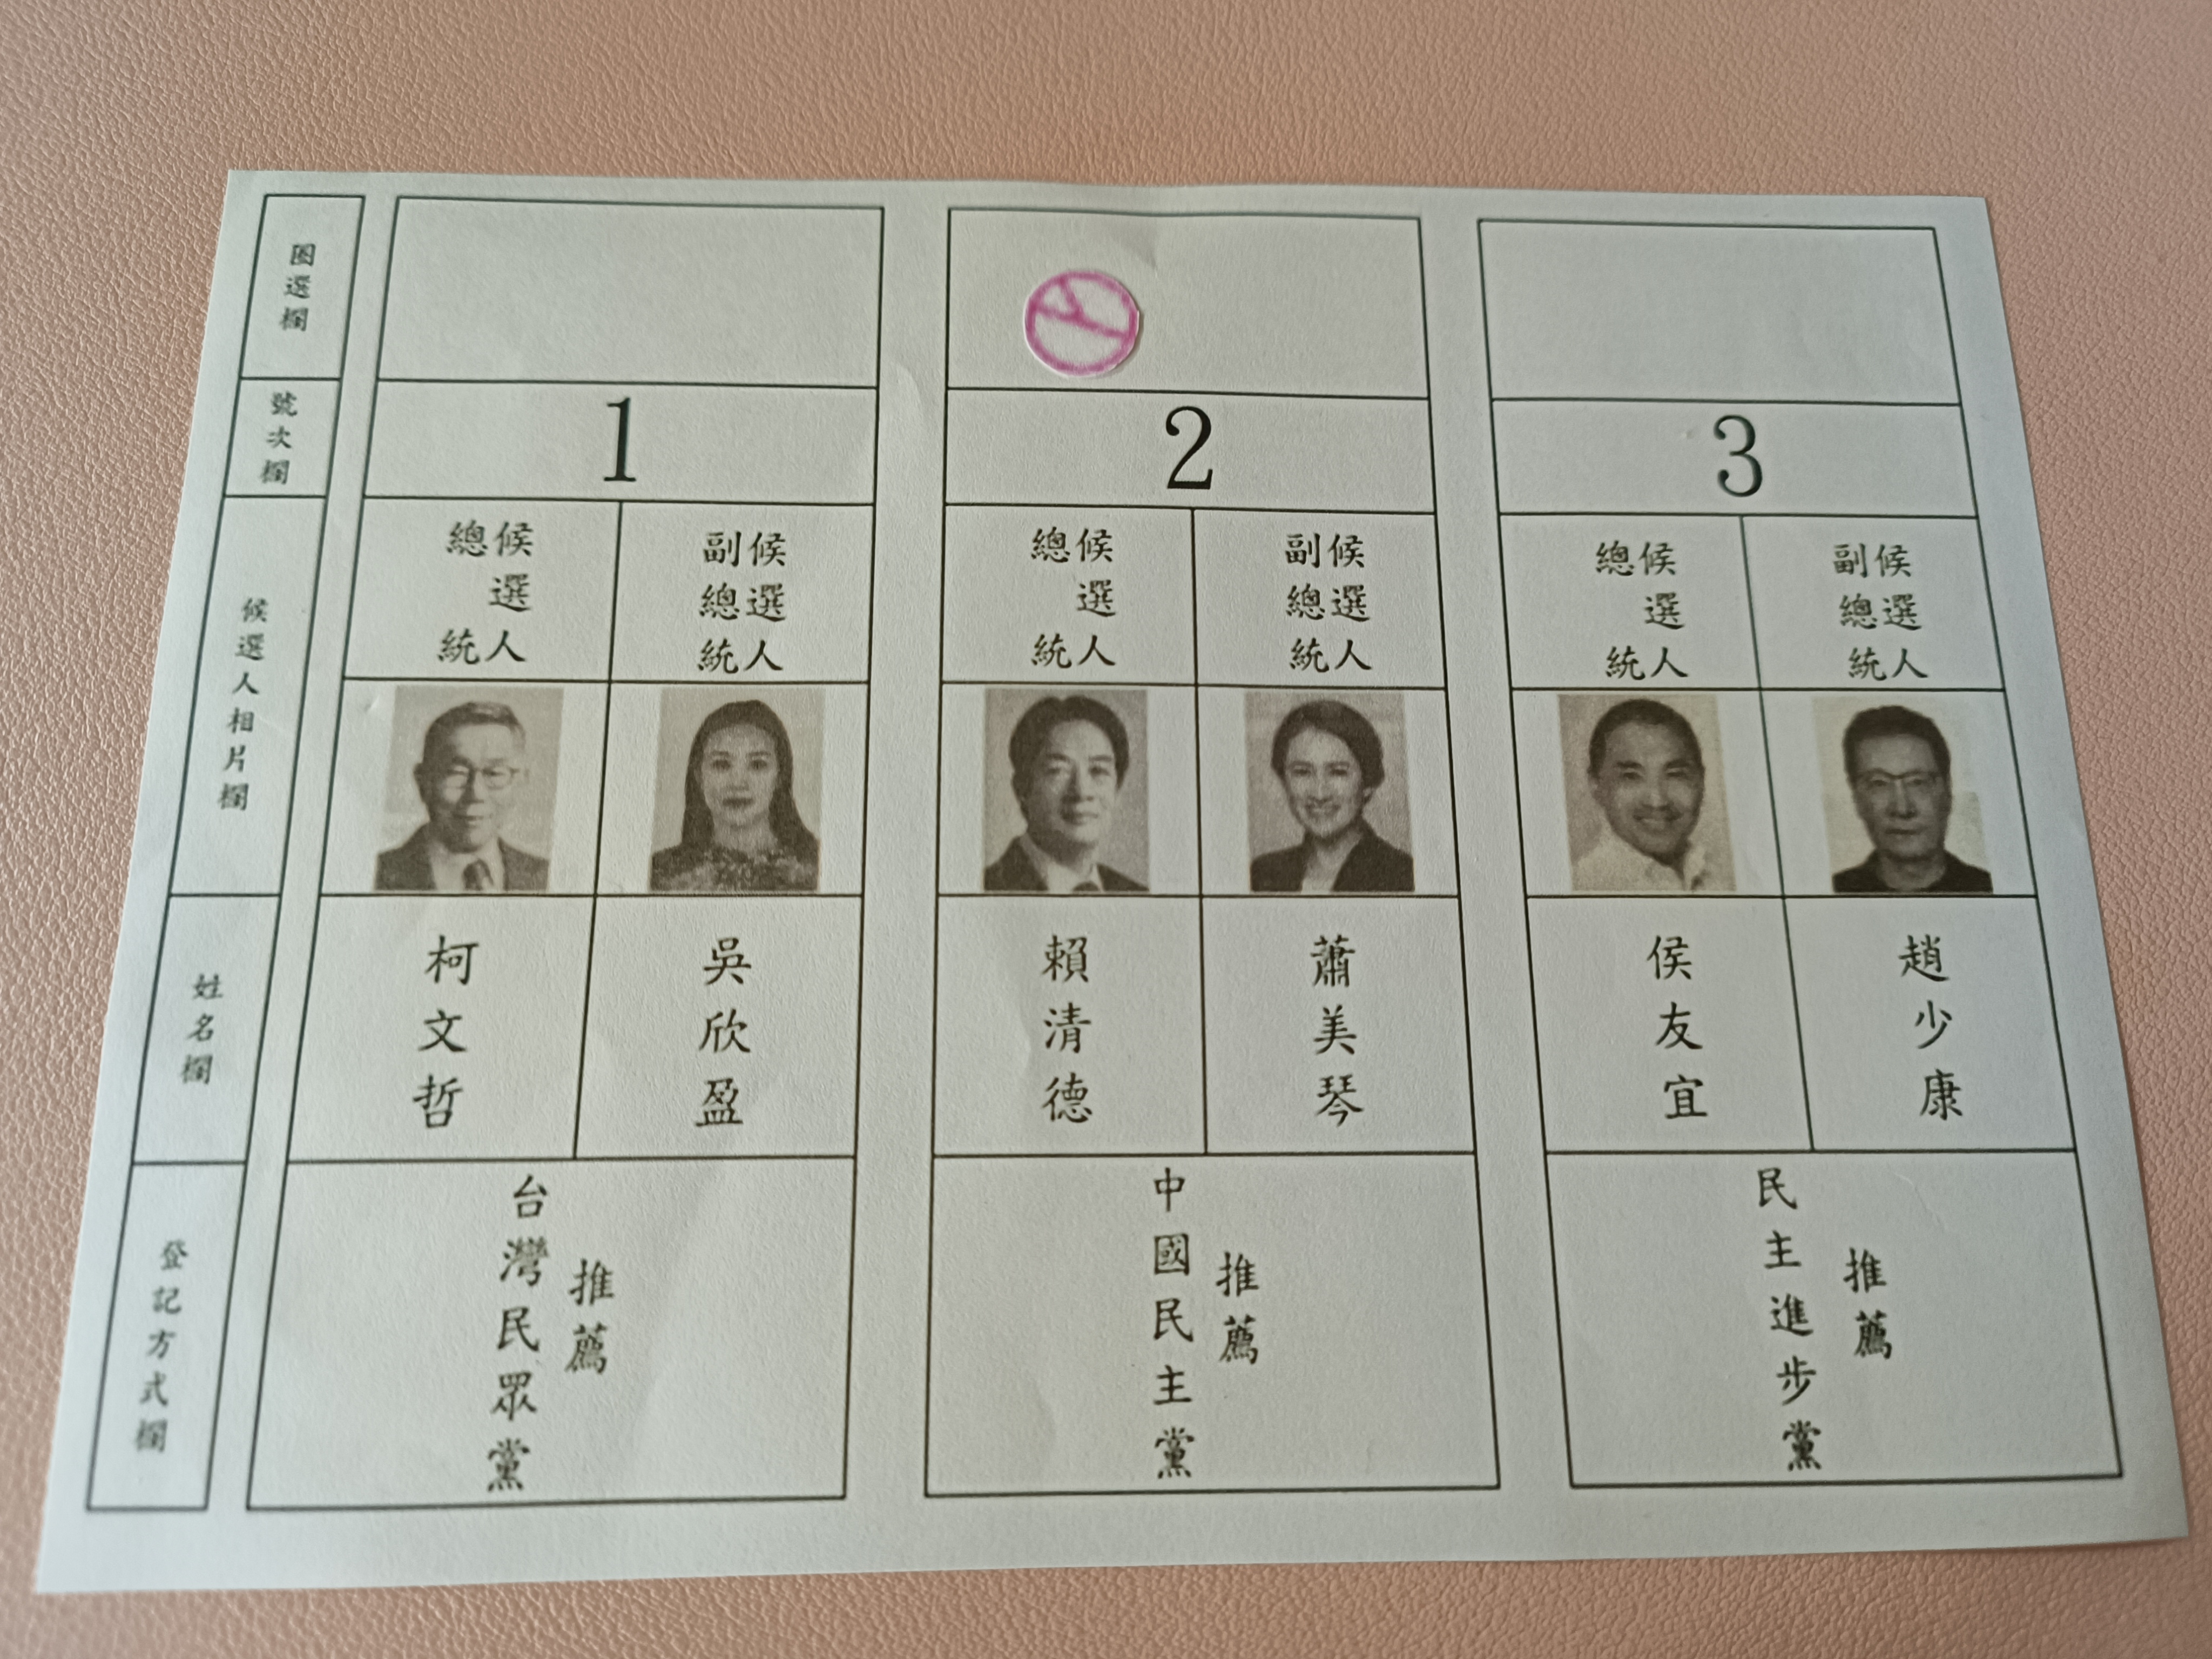 圈選欄
號次欄
候選人相片欄
姓名欄
登記方式欄
1
總統候選人
副總統候選人
柯文哲
吳欣盈
台灣民眾黨
推薦
2
總統候選人
副總統候選人
賴清德
蕭美琴
中國民主黨
推薦
3
總統候選人
副總統候選人
侯友宜
趙少康
民主進步黨
推薦